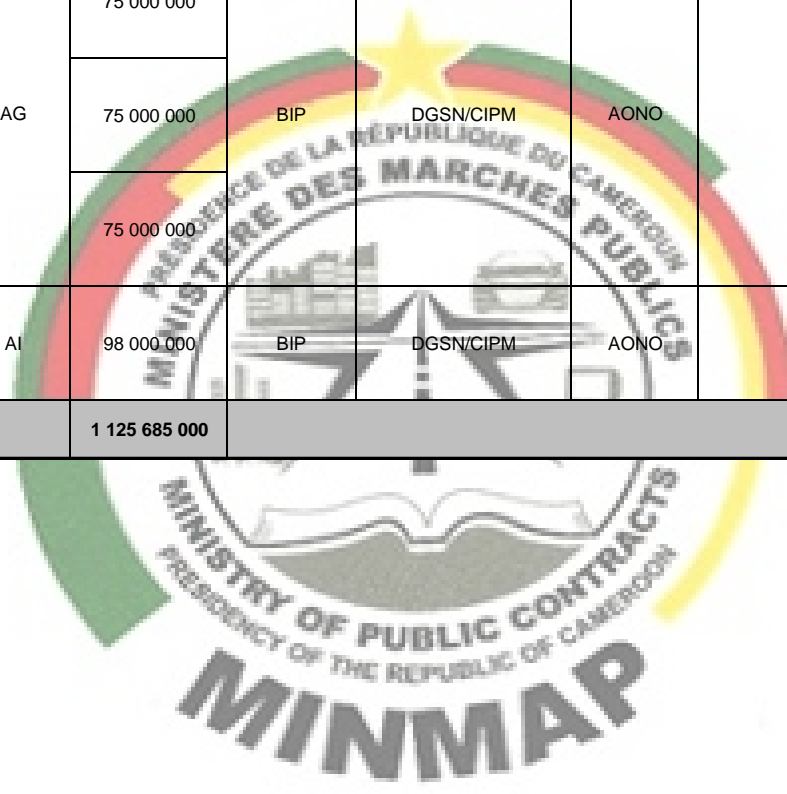 75 000 000
AG 75 000 000 BIP DGSN/CIPM AONO
75 000 000
AI 98 000 000 BIP DGSN/CIPM AONO
1 125 685 000
PRÉSIDENCE DE LA RÉPUBLIQUE DU CAMEROUN
MINISTERE DES MARCHES PUBLICS
MINISTRY OF PUBLIC CONTRACTS
PRESIDENCY OF THE REPUBLIC OF CAMEROON
MINMAP